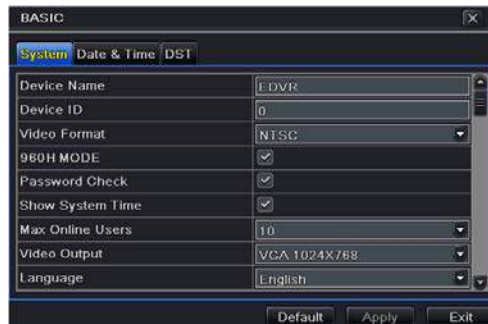 BASIC
System Date & Time DST
Device Name EDVR
Device ID 0
Video Format NTSC
960H MODE
Password Check
Show System Time
Max Online Users 10
Video Output VGA 1024X768
Language English
Default Apply Exit